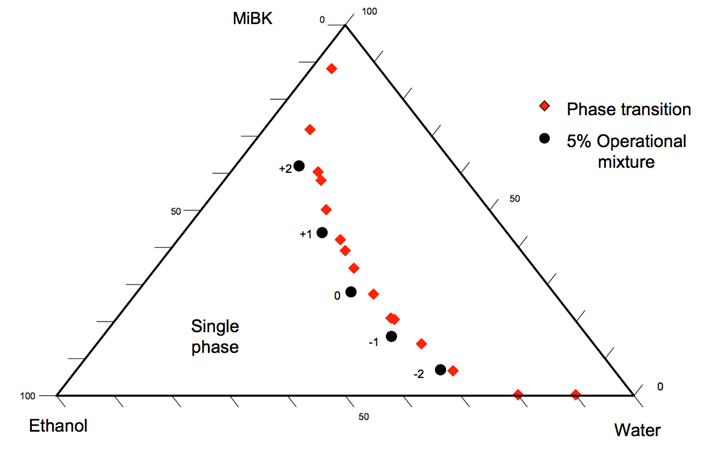 MiBK
0
100
Phase transition
5% Operational
mixture
+2
50
50
+1
0
Single
phase
-1
-2
100
0
50
Ethanol
Water